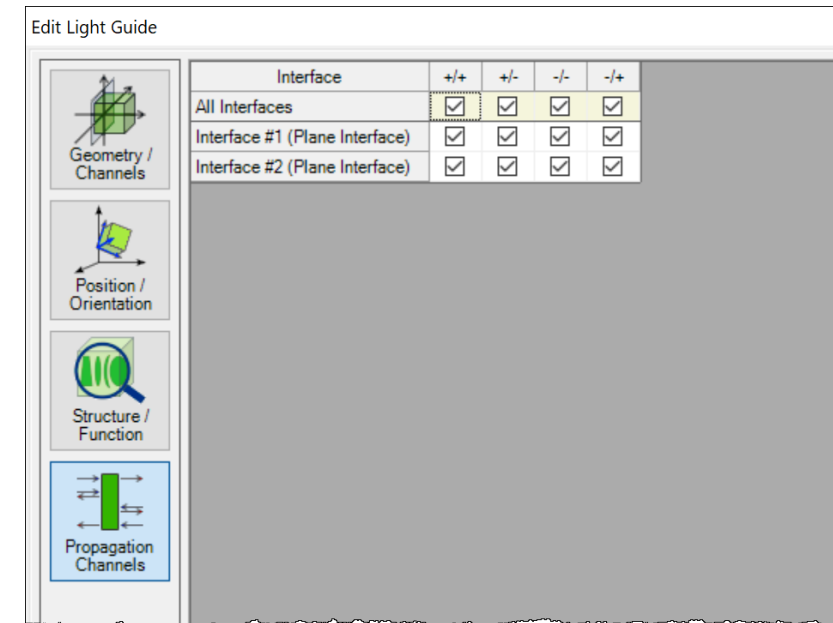 Edit Light Guide
Geometry /
Channels
Position /
Orientation
Structure /
Function
Propagation
Channels
Interface +/+ +/- -/- -/+
All Interfaces
Interface #1 (Plane Interface)
Interface #2 (Plane Interface)